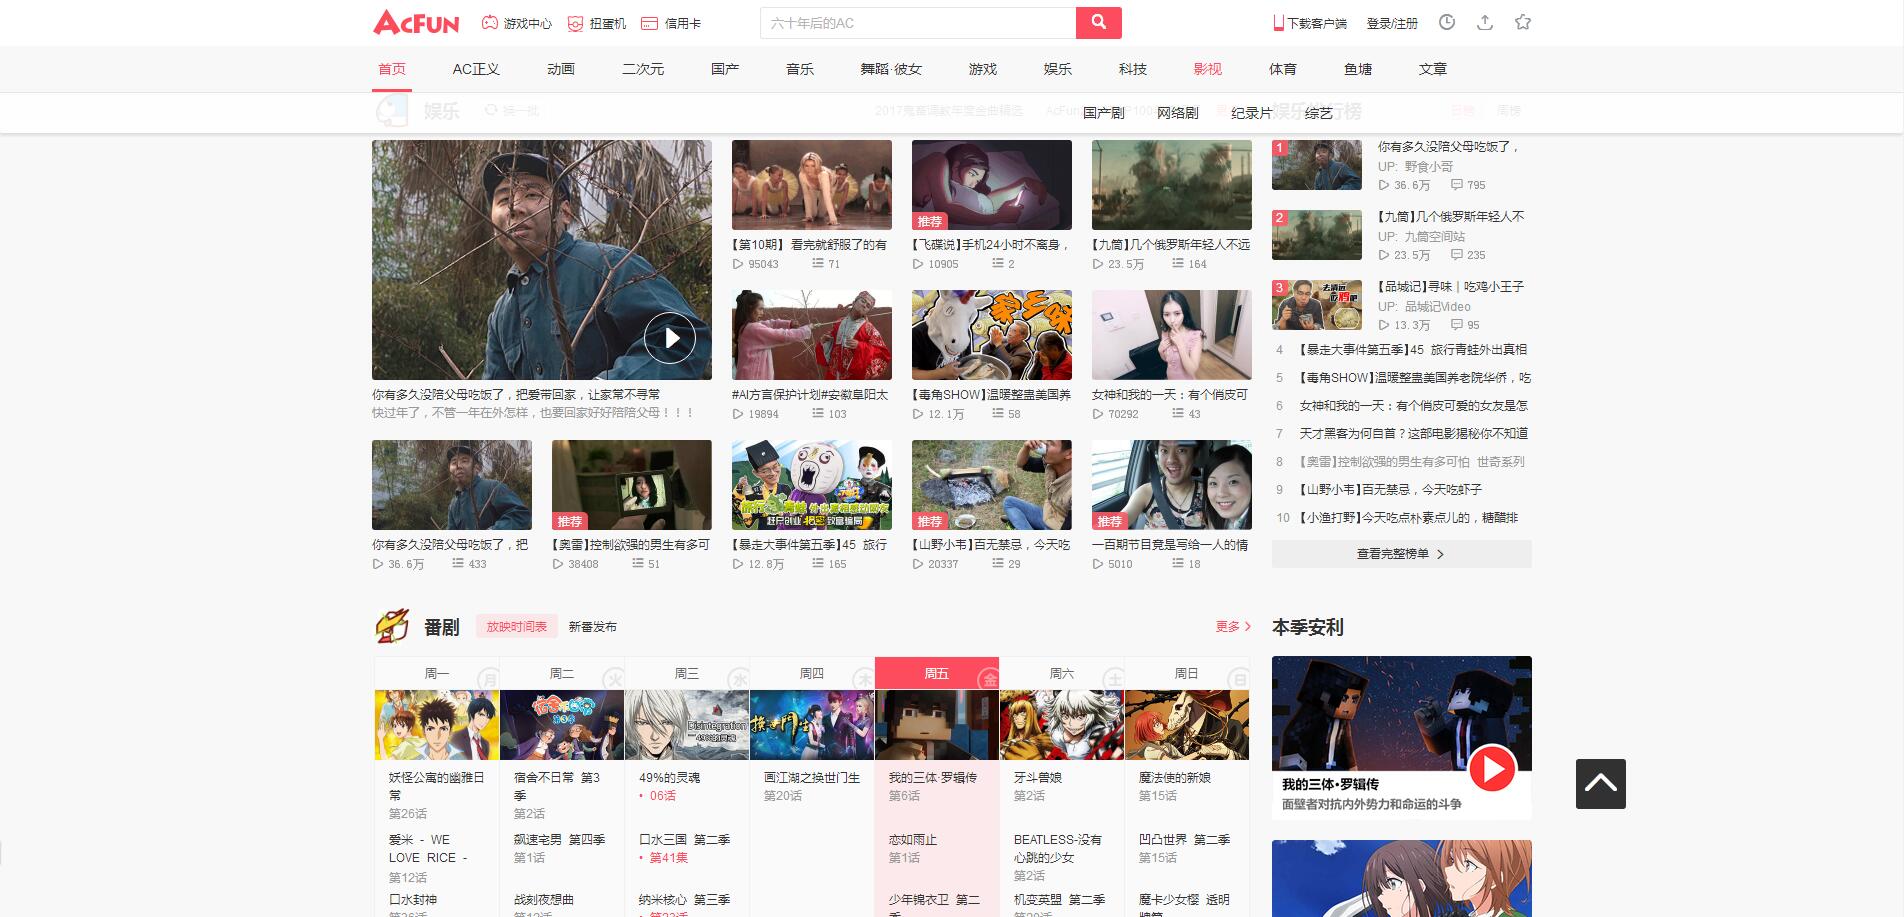 AcFun
游戏中心
扭蛋机
信用卡
六十年后的AC
下载客户端
登录/注册
首页
AC正义
动画
二次元
国产
音乐
舞蹈·彼女
游戏
娱乐
科技
影视
体育
鱼塘
文章
娱乐
换一批
2017鬼畜调教年度金曲精选
国产剧
网络剧
纪录片
综艺
娱乐排行榜
日榜
周榜
你有多久没陪父母吃饭了，把爱带回家，让家常不寻常
快过年了，不管一年在外怎样，也要回家好好陪陪父母！！！
【第10期】看完就舒服了的有
95043
71
推荐
【飞碟说】手机24小时不离身，
10905
2
【九筒】几个俄罗斯年轻人不远
23.5万
164
#AI方言保护计划#安徽阜阳太
19894
103
【毒角SHOW】温暖整蛊美国养
12.1万
58
女神和我的一天：有个俏皮可
70292
43
你有多久没陪父母吃饭了，把
36.6万
433
推荐
【奥雷】控制欲强的男生有多可
38408
51
【暴走大事件第五季】45 旅行
12.8万
165
推荐
【山野小韦】百无禁忌，今天吃
20337
29
推荐
一百期节目竟是写给一人的情
5010
18
1
你有多久没陪父母吃饭了，
UP: 野食小哥
36.6万
795
2
【九筒】几个俄罗斯年轻人不
UP: 九筒空间站
23.5万
235
3
【品城记】寻味｜吃鸡小王子
UP: 品城记Video
13.3万
95
4 【暴走大事件第五季】45 旅行青蛙外出真相
5 【毒角SHOW】温暖整蛊美国养老院华侨，吃
6 女神和我的一天：有个俏皮可爱的女友是怎
7 天才黑客为何自首？这部电影揭秘你不知道
8 【奥雷】控制欲强的男生有多可怕 世奇系列
9 【山野小韦】百无禁忌，今天吃虾子
10 【小渔打野】今天吃点朴素点儿的，糖醋排
查看完整榜单
番剧
放映时间表
新番发布
更多
周一 月
周二 火
周三 水
周四 木
周五 金
周六 土
周日 日
Disintegration
49%的灵魂
妖怪公寓的幽雅日
常
第26话
爱米 - WE
LOVE RICE -
第12话
口水封神
宿舍不日常 第3
季
第2话
飙速宅男 第四季
第1话
战刻夜想曲
49%的灵魂
• 06话
口水三国 第二季
• 第41集
纳米核心 第三季
画江湖之换世门生
第20话
我的三体·罗辑传
第6话
恋如雨止
第1话
少年锦衣卫 第二
季
牙斗兽娘
第2话
BEATLESS-没有
心跳的少女
第2话
机变英盟 第二季
魔法使的新娘
第15话
凹凸世界 第二季
第15话
魔卡少女樱 透明
牌篇
本季安利
我的三体·罗辑传
面壁者对抗内外势力和命运的斗争